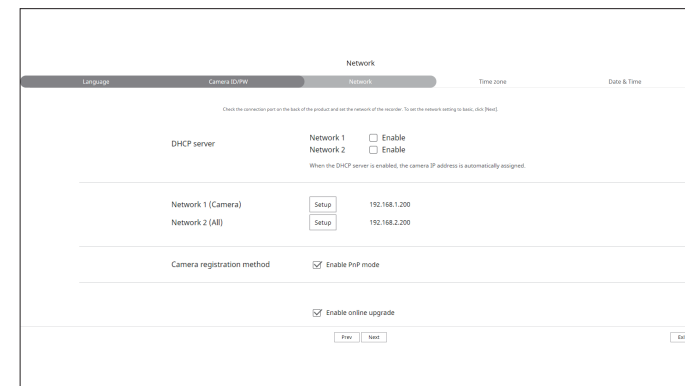 Network
Language Camera ID/PW Network Time zone Date & Time
Check the connection port on the back of the product and set the network of the recorder. To set the network setting to basic, click [Next].
DHCP server Network 1 Enable
Network 2 Enable
When the DHCP server is enabled, the camera IP address is automatically assigned.
Network 1 (Camera) Setup 192.168.1.200
Network 2 (All) Setup 192.168.2.200
Camera registration method Enable PnP mode
Enable online upgrade
Prev Next